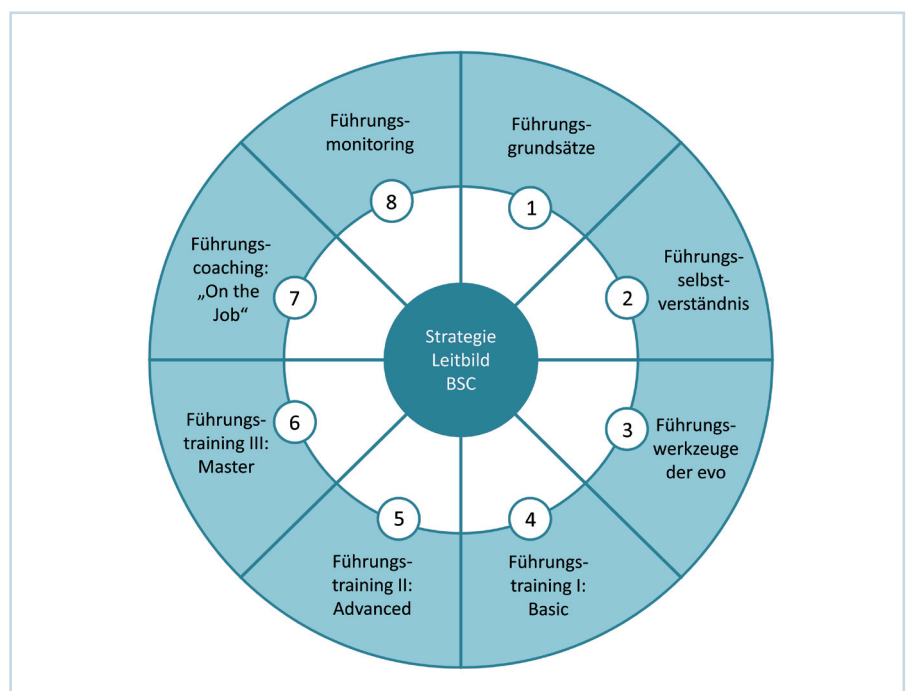 Führungs-
grundsätze
1
Führungs-
selbst-
verständnis
2
Führungs-
werkzeuge
der evo
3
Führungs-
training I:
Basic
4
Führungs-
training II:
Advanced
5
Führungs-
training III:
Master
6
Führungs-
coaching:
„On the
Job“
7
Führungs-
monitoring
8
Strategie
Leitbild
BSC